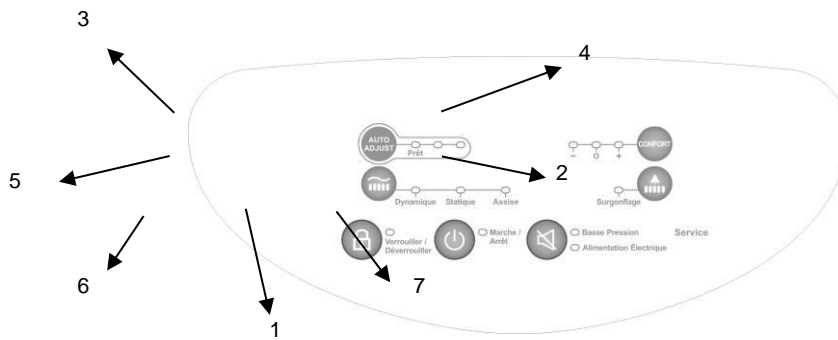 3
4
AUTO
ADJUST
Prêt
- 0 +
CONFORT
5
2
Dynamique Statique Assise
Surgonflage
Verrouiller /
Déverrouiller
Marche /
Arrêt
Basse Pression
Alimentation Électrique
Service
6
7
1